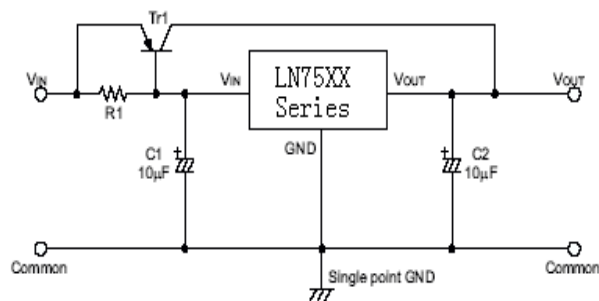 Tr1
VIN
R1
VIN
LN75XX
Series
VOUT
VOUT
GND
C1
10μF
C2
10μF
Common
Single point GND
Common